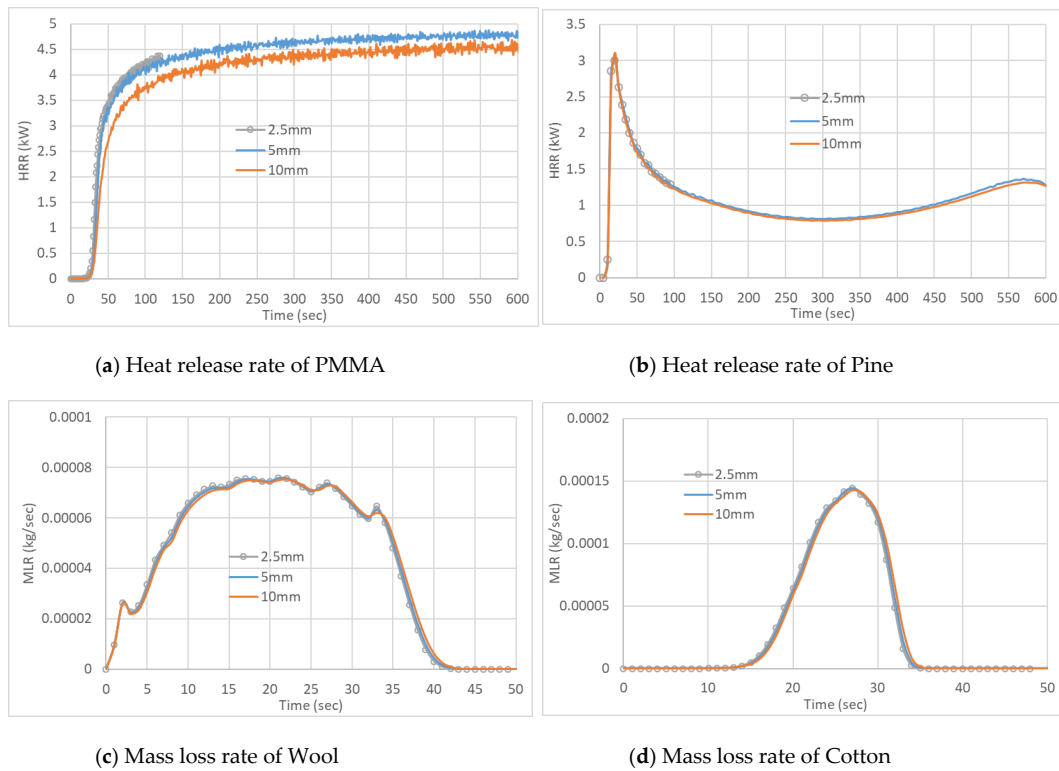 5
4.5
4
3.5
3
2.5
2
1.5
1
0.5
0
HRR (kW)
2.5mm
5mm
10mm
0 50 100 150 200 250 300 350 400 450 500 550 600
Time (sec)
(a) Heat release rate of PMMA
3.5
3
2.5
2
1.5
1
0.5
0
HRR (kW)
2.5mm
5mm
10mm
0 50 100 150 200 250 300 350 400 450 500 550 600
Time (sec)
(b) Heat release rate of Pine
0.0001
0.00008
0.00006
0.00004
0.00002
0
MLR (kg/sec)
2.5mm
5mm
10mm
0 5 10 15 20 25 30 35 40 45 50
Time (sec)
(c) Mass loss rate of Wool
0.0002
0.00015
0.0001
0.00005
0
MLR (kg/sec)
2.5mm
5mm
10mm
0 10 20 30 40 50
Time (sec)
(d) Mass loss rate of Cotton